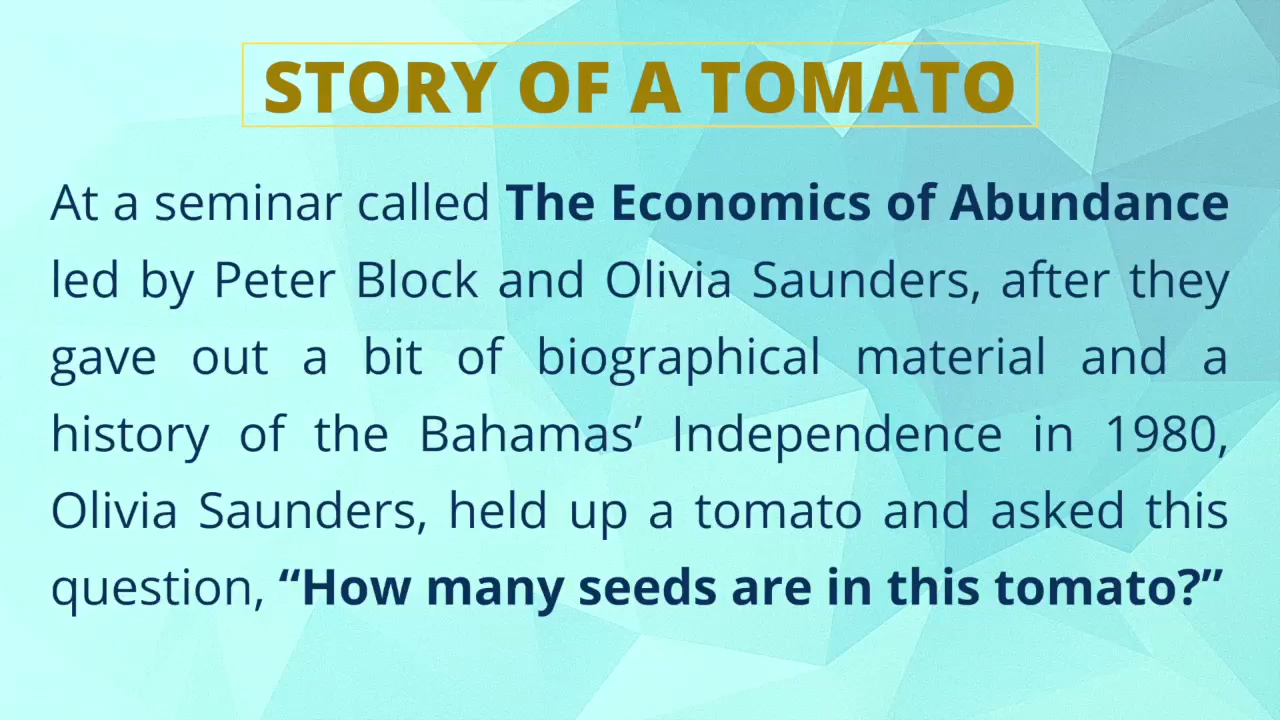 STORY OF A TOMATO
At a seminar called The Economics of Abundance
led by Peter Block and Olivia Saunders, after they
gave out a bit of biographical material and a
history of the Bahamas’ Independence in 1980,
Olivia Saunders, held up a tomato and asked this
question, “How many seeds are in this tomato?”